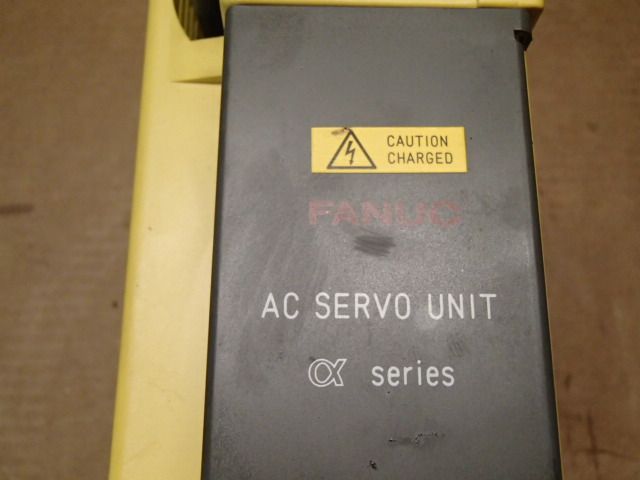 CAUTION
CHARGED
FANUC
AC SERVO UNIT
α series